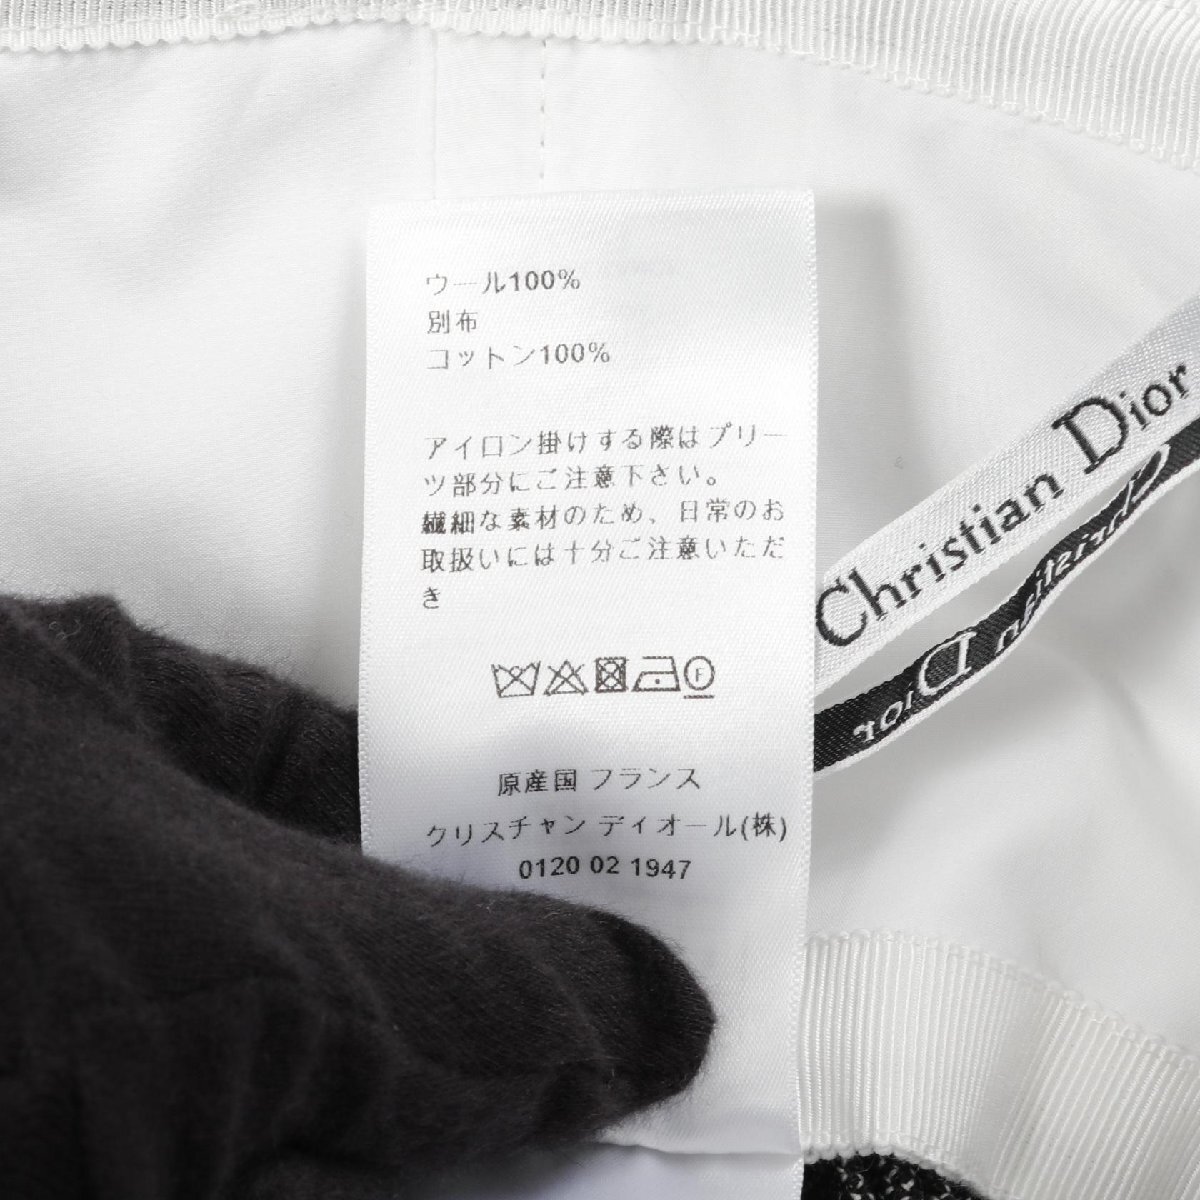 ウール100%
別布
コットン100%
アイロン掛けする際はプリー
ツ部分にご注意下さい。
繊細な素材のため、日常のお
取扱いには十分ご注意いただ
き
F
原産国 フランス
クリスチャン ディオール(株)
0120 02 1947
Christian Dior
Christian Dior